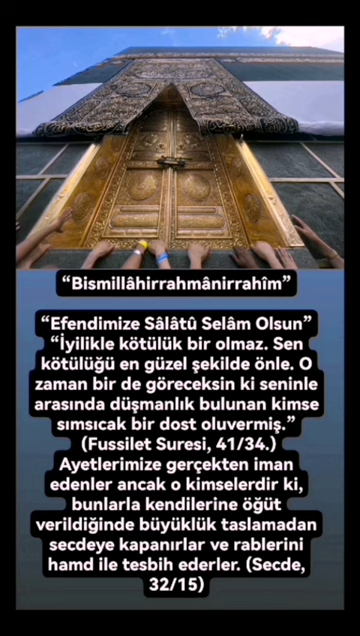 “Bismillâhirrahmânirrahîm”
“Efendimize Sâlâtû Selâm Olsun”
“İyilikle kötülük bir olmaz. Sen
kötülüğü en güzel şekilde önle. O
zaman bir de göreceksin ki seninle
arasında düşmanlık bulunan kimse
sımsıcak bir dost oluvermiş.”
(Fussilet Suresi, 41/34.)
Ayetlerimize gerçekten iman
edenler ancak o kimselerdir ki,
bunlarla kendilerine öğüt
verildiğinde büyüklük taslamadan
secdeye kapanırlar ve rablerini
hamd ile tesbih ederler. (Secde,
32/15)